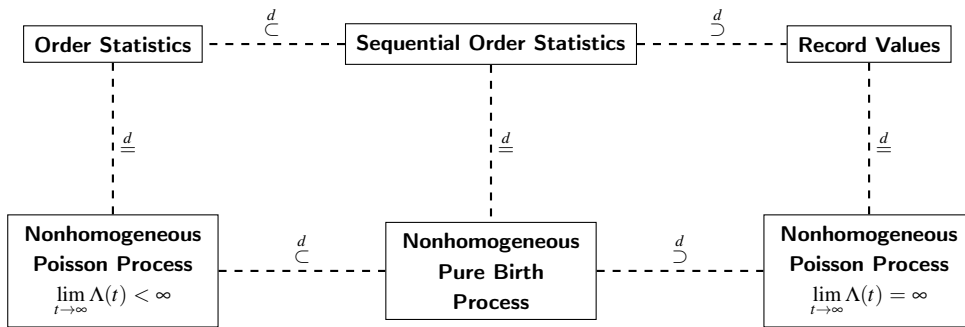 Order Statistics
d
⊂
Sequential Order Statistics
d
⊃
Record Values
d
=
d
=
d
=
Nonhomogeneous
Poisson Process
lim Λ(t) < ∞
t→∞
d
⊂
Nonhomogeneous
Pure Birth
Process
d
⊃
Nonhomogeneous
Poisson Process
lim Λ(t) = ∞
t→∞